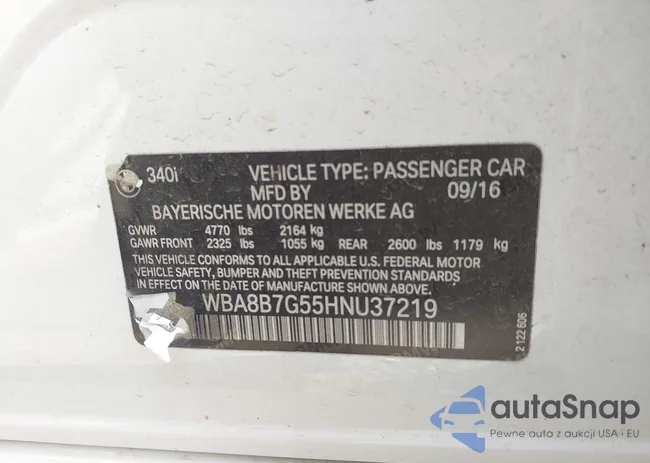 340i VEHICLE TYPE: PASSENGER CAR
MFD BY 09/16
BAYERISCHE MOTOREN WERKE AG
GVWR 4770 lbs 2164 kg
GAWR FRONT 2325 lbs 1055 kg REAR 2600 lbs 1179 kg
THIS VEHICLE CONFORMS TO ALL APPLICABLE U.S. FEDERAL MOTOR
VEHICLE SAFETY, BUMPER AND THEFT PREVENTION STANDARDS
IN EFFECT ON THE DATE OF MANUFACTURE SHOWN ABOVE.
WBA8B7G55HNU37219
2 122 606
autoSnap
Pewne auta z aukcji USA i EU